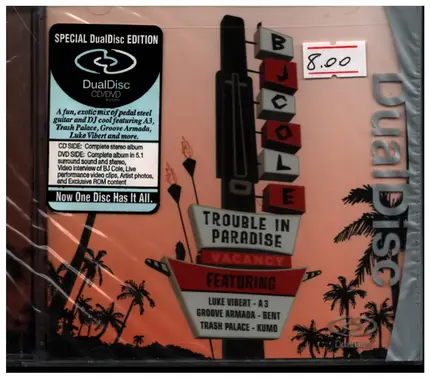 SPECIAL DualDisc EDITION
DualDisc
CD/DVD
A fun, exotic mix of pedal steel
guitar and DJ cool featuring A3,
Trash Palace, Groove Armada,
Luke Vibert and more.
CD SIDE: Complete stereo album
DVD SIDE: Complete album in 5.1
surround sound and stereo,
Video interview of BJ Cole, Live
performance video clips, Artist photos,
and Exclusive ROM content
Now One Disc Has It All.
8.00
BJ COLE
TROUBLE IN
PARADISE
VACANCY
FEATURING
LUKE VIBERT - A3
GROOVE ARMADA - BENT
TRASH PALACE - KUMO
DualDisc
DualDisc